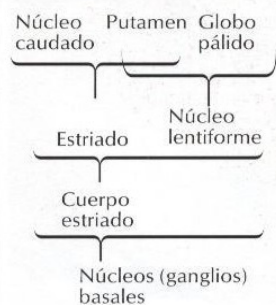 Núcleo caudado
Putamen
Globo pálido
Núcleo lentiforme
Estriado
Cuerpo estriado
Núcleos (ganglios) basales